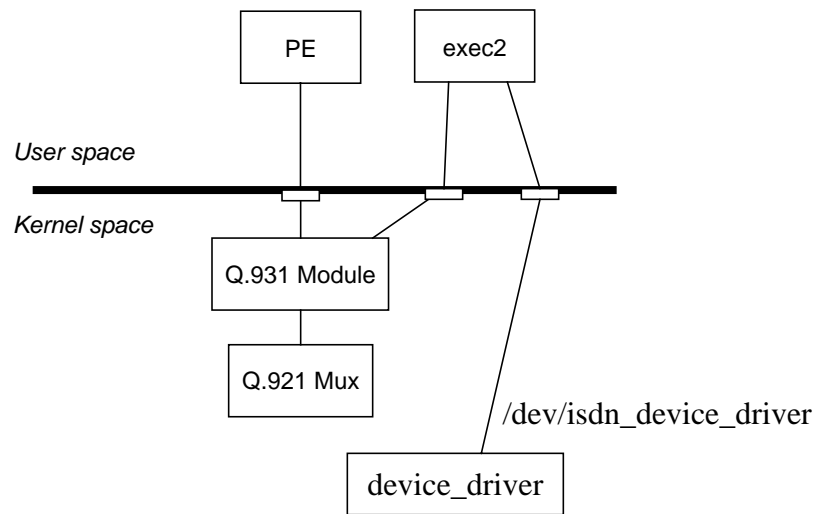 PE
exec2
User space
Kernel space
Q.931 Module
Q.921 Mux
/dev/isdn_device_driver
device_driver